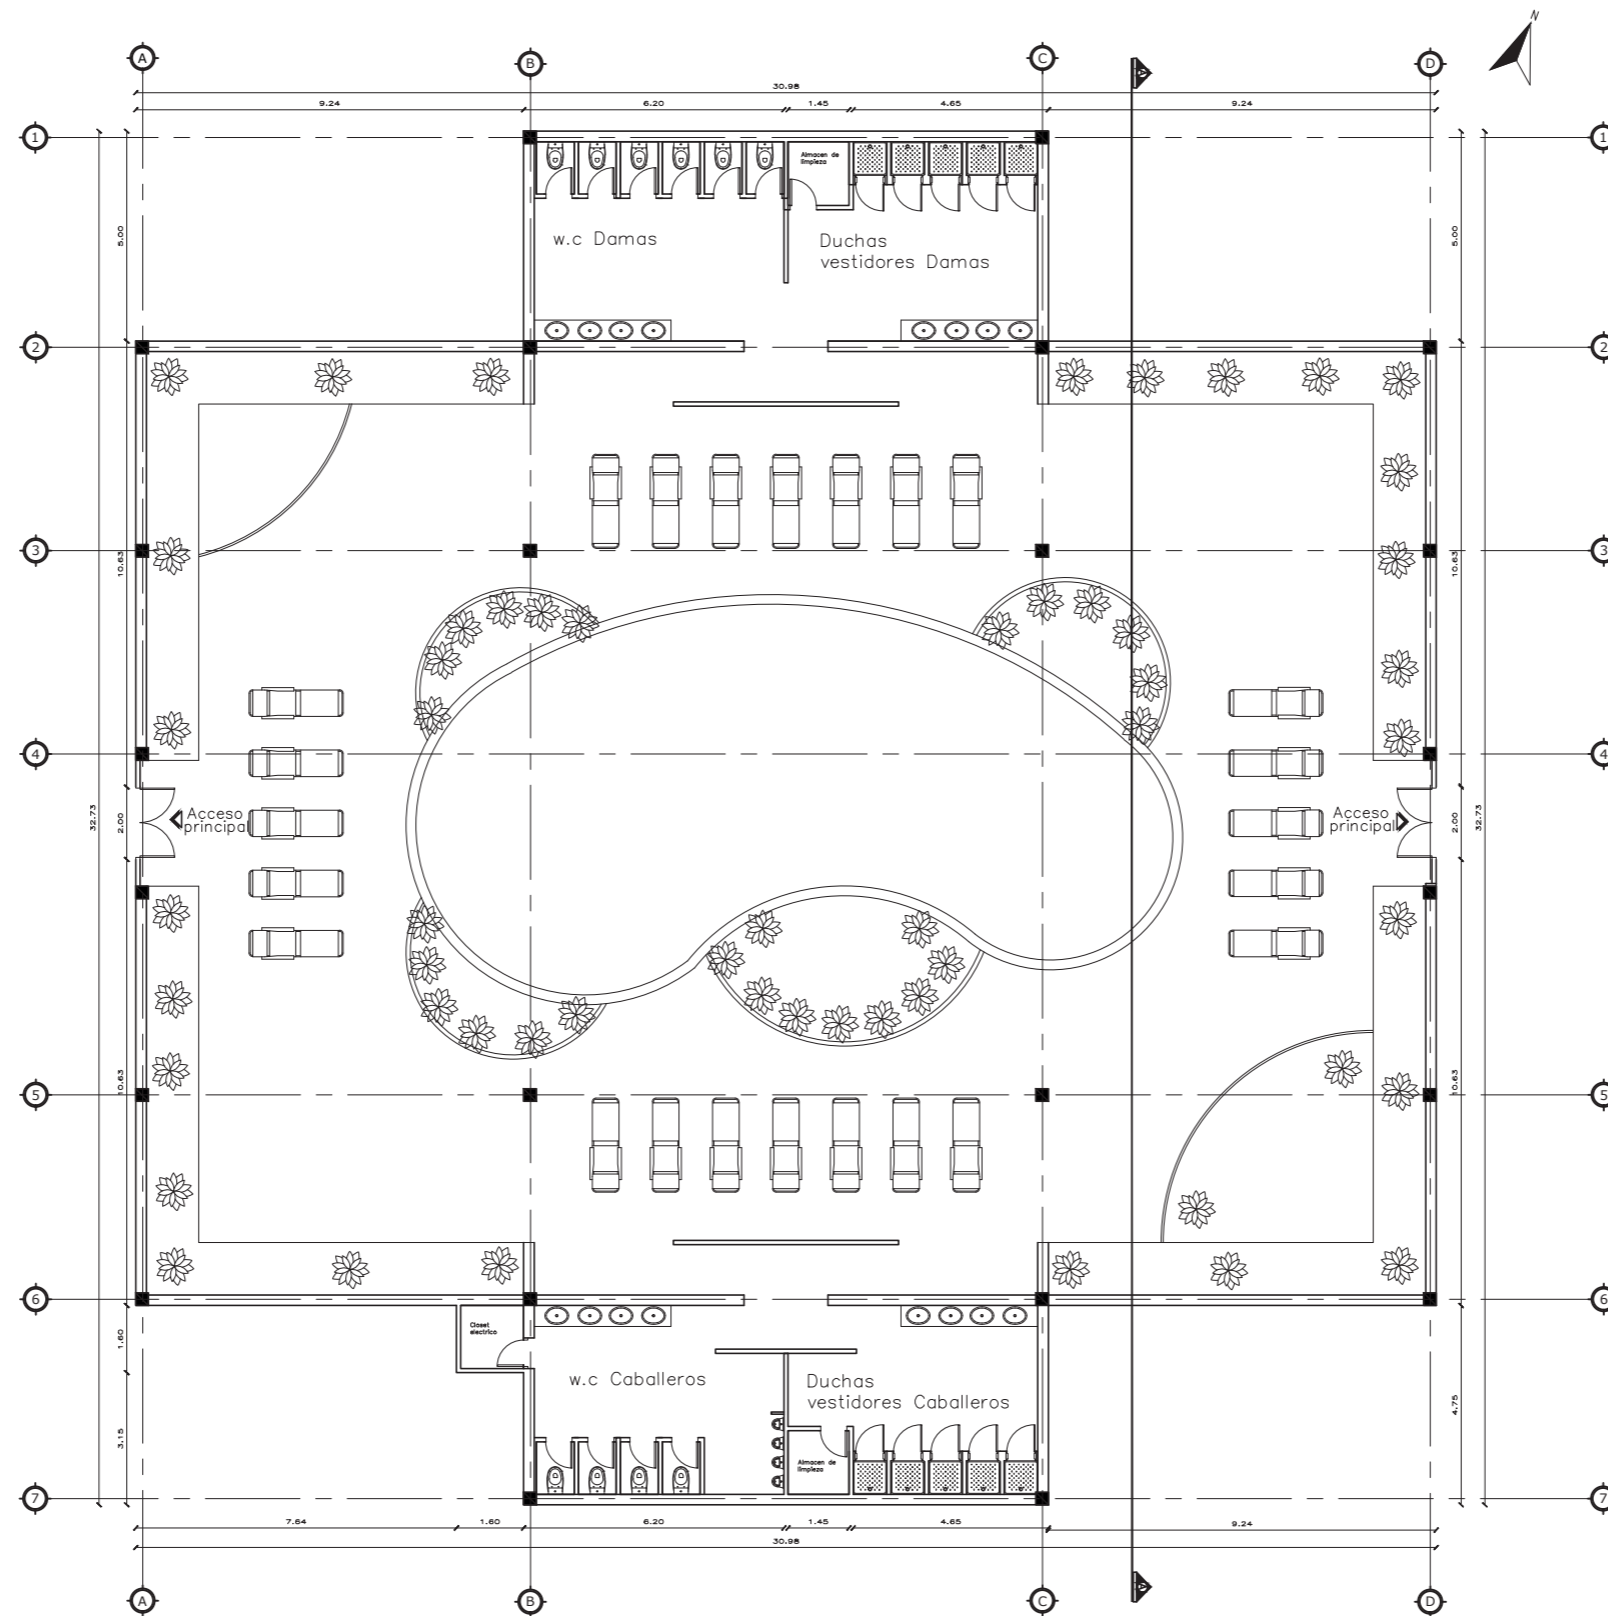 N
A
B
C
D
30.98
9.24
6.20
1.45
4.65
9.24
1
1
Almacen de
limpieza
5.00
5.00
w.c Damas
Duchas
vestidores Damas
2
2
3
3
10.63
10.63
4
4
32.73
2.00
Acceso
principal
Acceso
principal
2.00
32.73
5
5
10.63
10.63
6
6
1.60
Closet
electrico
w.c Caballeros
Duchas
vestidores Caballeros
4.75
3.15
Almacen de
limpieza
7
7
7.64
1.60
6.20
1.45
4.65
9.24
30.98
A
B
C
D